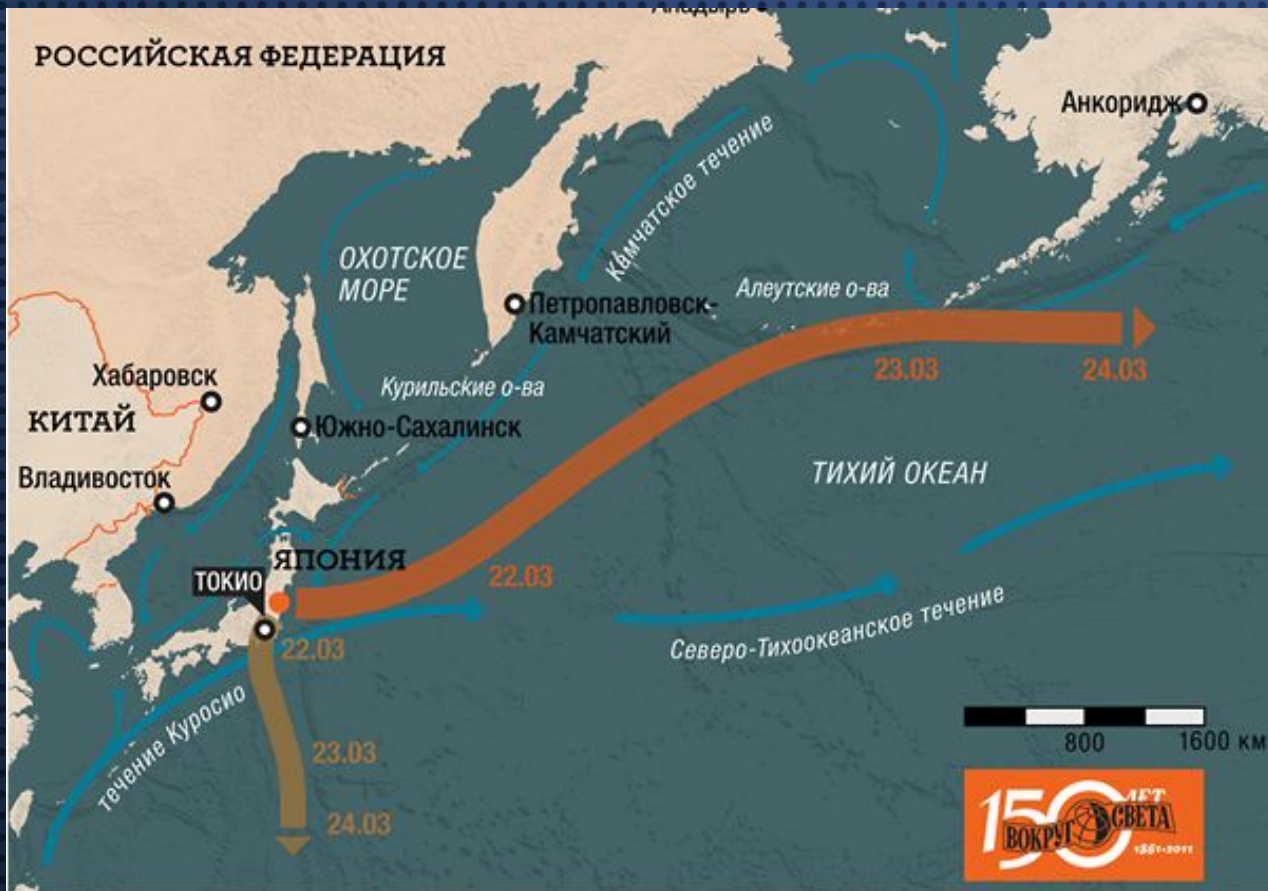 Анадырь
РОССИЙСКАЯ ФЕДЕРАЦИЯ
Анкоридж
Камчатское течение
ОХОТСКОЕ
МОРЕ
Алеутские о-ва
Петропавловск-
Камчатский
23.03
24.03
Хабаровск
Курильские о-ва
КИТАЙ
Южно-Сахалинск
Владивосток
ТИХИЙ ОКЕАН
ЯПОНИЯ
ТОКИО
22.03
Северо-Тихоокеанское течение
22.03
течение Куросио
23.03
24.03
800
1600 км
150 ЛЕТ
ВОКРУГ СВЕТА
1861-2011